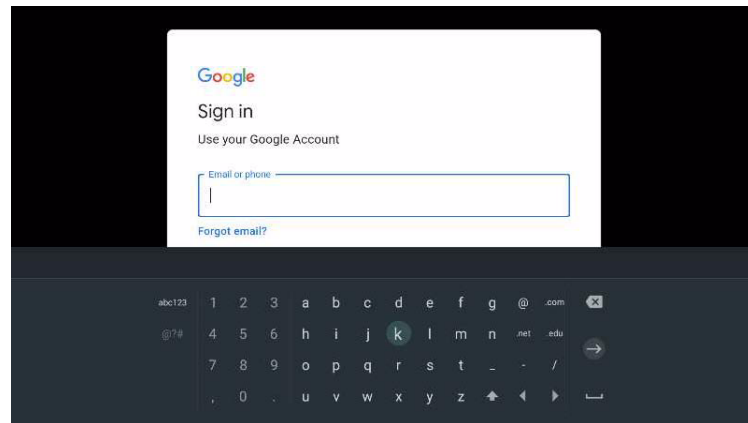 Google
Sign in
Use your Google Account
Email or phone
Forgot email?
abc123 1 2 3 a b c d e f g @ .com
@?# 4 5 6 h i j k l m n .net .edu
7 8 9 o p q r s t _ - /
, 0 . u v w x y z